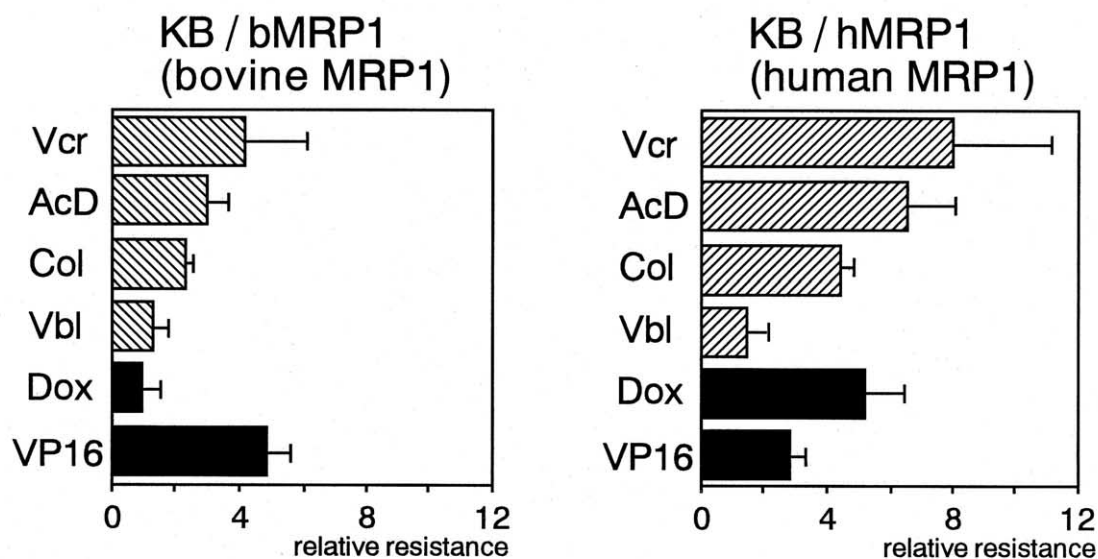 KB / bMRP1
(bovine MRP1)
Vcr
AcD
Col
Vbl
Dox
VP16
0 4 8 12
relative resistance
KB / hMRP1
(human MRP1)
Vcr
AcD
Col
Vbl
Dox
VP16
0 4 8 12
relative resistance